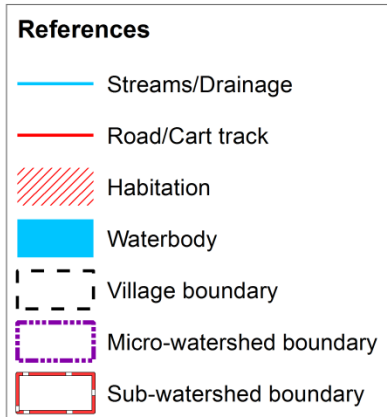 References
Streams/Drainage
Road/Cart track
Habitation
Waterbody
Village boundary
Micro-watershed boundary
Sub-watershed boundary